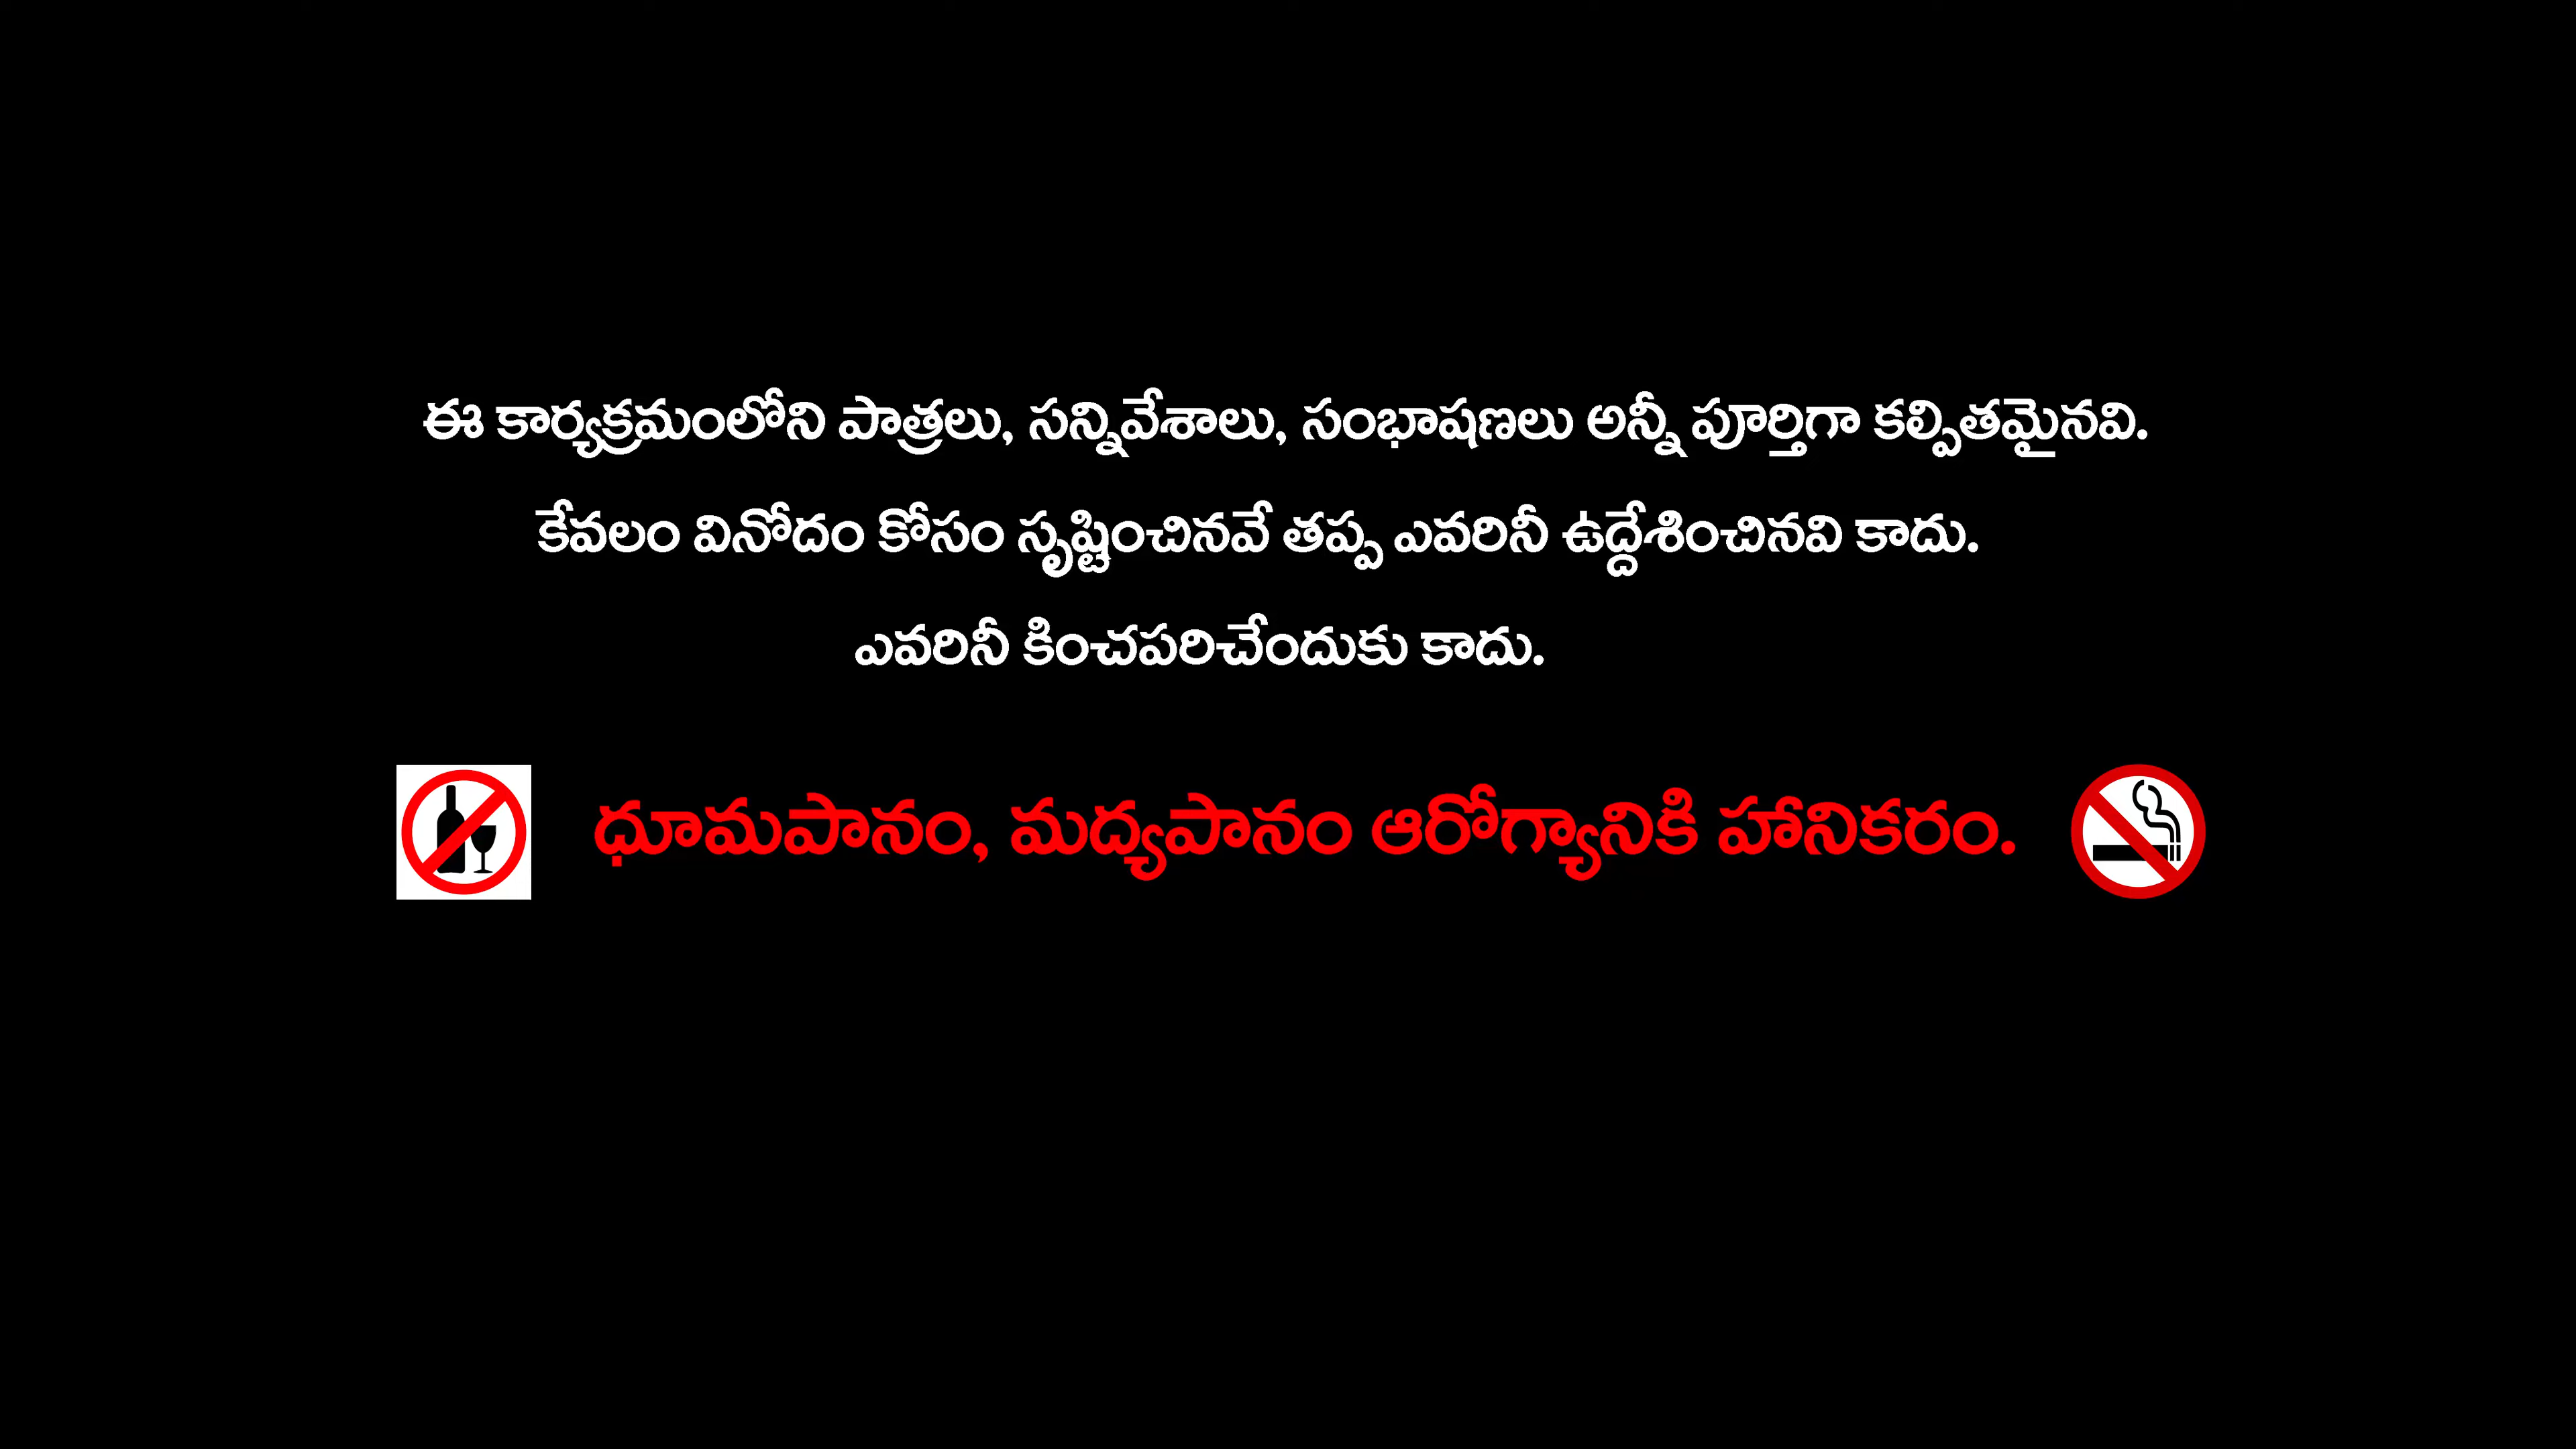 ఈ కార్యక్రమంలోని పాత్రలు, సన్నివేశాలు, సంభాషణలు అన్నీ పూర్తిగా కల్పితమైనవి.
కేవలం వినోదం కోసం సృష్టించినవే తప్ప ఎవరినీ ఉద్దేశించినవి కాదు.
ఎవరినీ కించపరిచేందుకు కాదు.
ధూమపానం, మద్యపానం ఆరోగ్యానికి హానికరం.